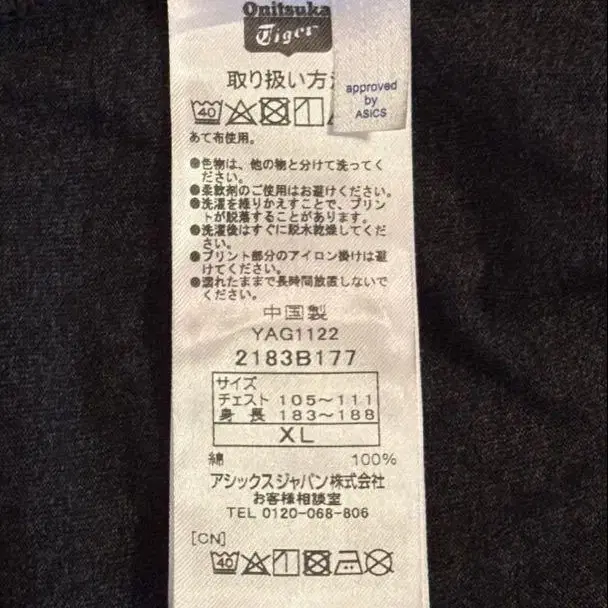 Onitsuka
Tiger
approved
by
ASICS
取り扱い方
40
あて布使用。
●色物は、他の物と分けて洗ってく
ださい。
●柔軟剤のご使用はお避けください。
●洗濯を繰りかえすことで、プリン
トが脱落することがあります。
●洗濯後はすぐに脱水乾燥してくだ
さい。
●プリント部分のアイロン掛けは避
けてください。
●濡れたままで長時間放置しないで
ください。
中国製
YAG1122
2183B177
サイズ
チェスト 105～111
身長 183～188
XL
綿 100%
アシックスジャパン株式会社
お客様相談室
TEL 0120-068-806
[CN]
40